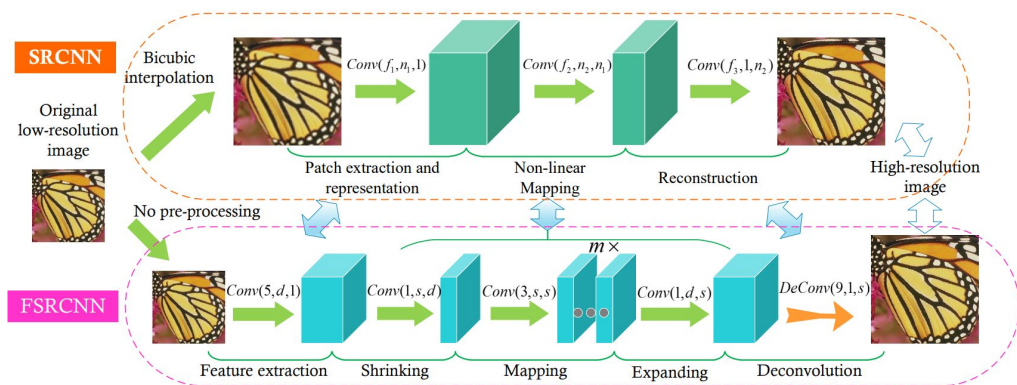 SRCNN
Bicubic
interpolation
Original
low-resolution
image
Conv(f₁,n₁,1)
Conv(f₂,n₂,n₁)
Conv(f₃,1,n₂)
Patch extraction and
representation
Non-linear
Mapping
Reconstruction
High-resolution
image
No pre-processing
FSRCNN
m×
Conv(5,d,1)
Conv(1,s,d)
Conv(3,s,s)
Conv(1,d,s)
DeConv(9,1,s)
Feature extraction
Shrinking
Mapping
Expanding
Deconvolution